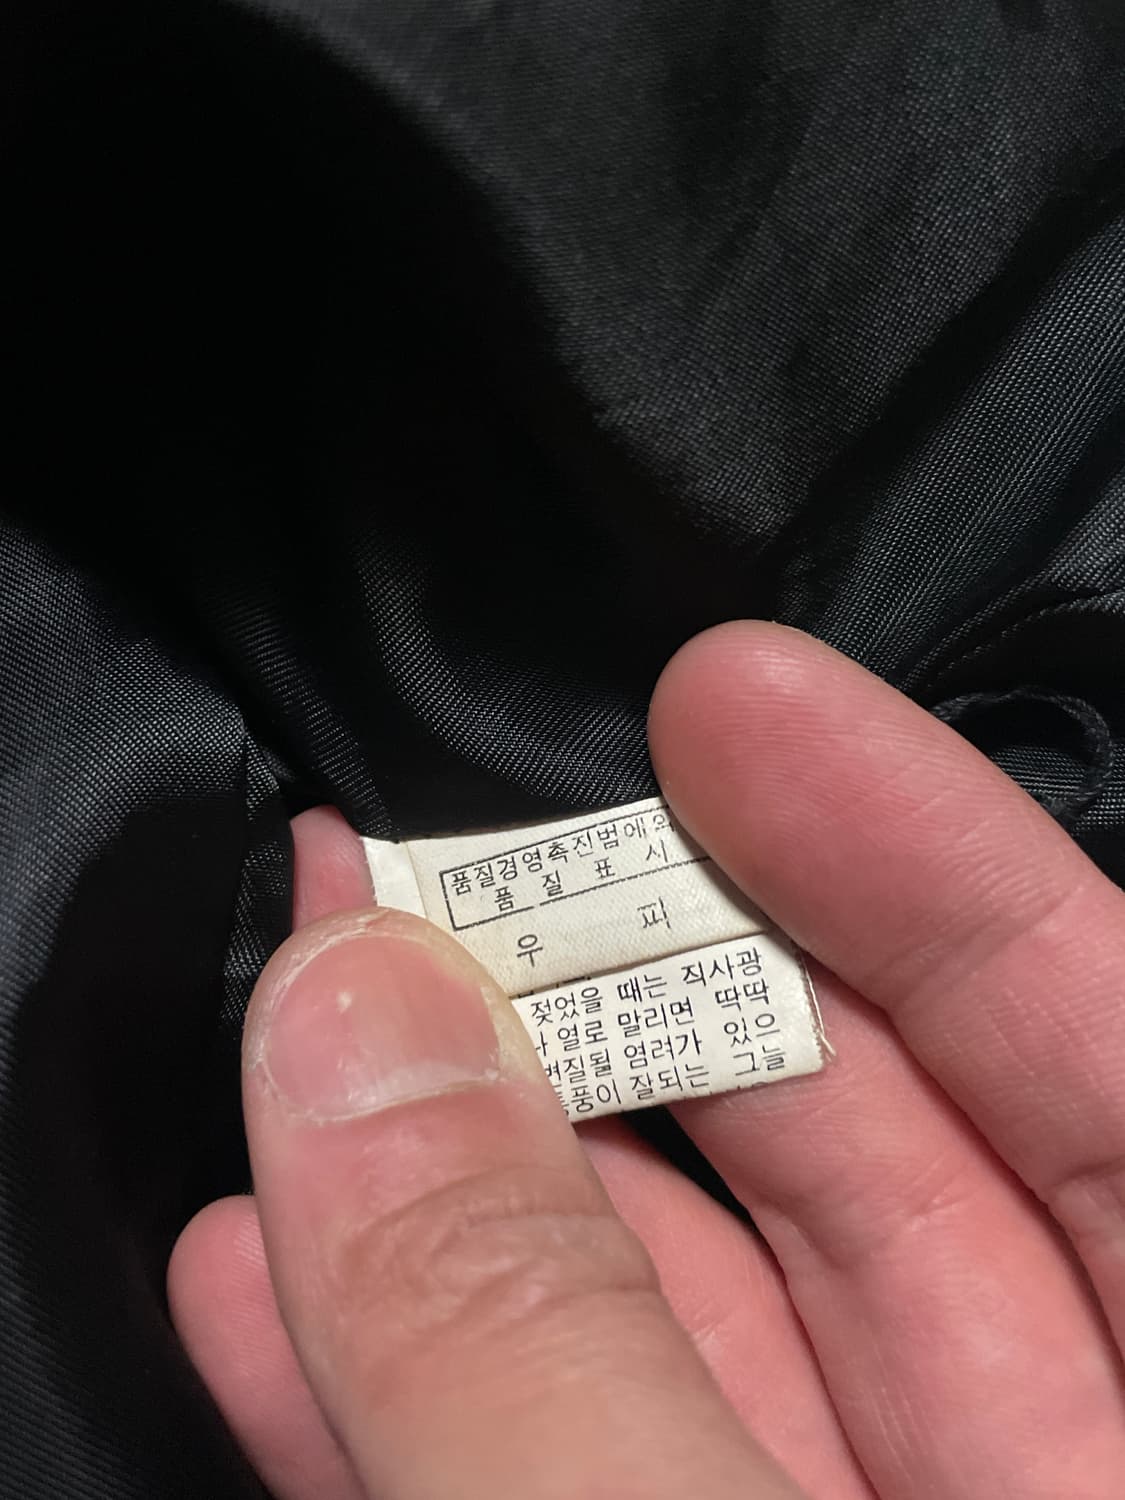 품질경영촉진법에의
품 질 표 시
우 피
젖었을 때는 직사광
열로 말리면 딱딱
변질될 염려가 있으
통풍이 잘되는 그늘